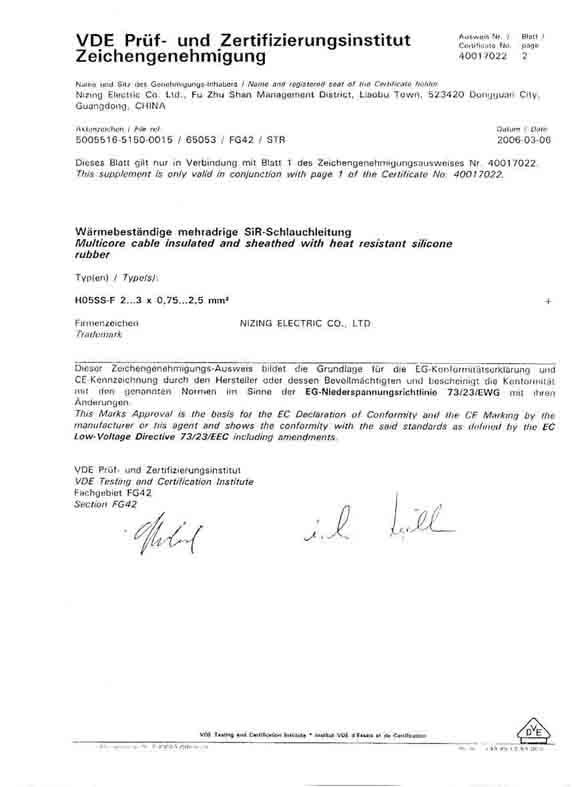 VDE Prüf- und Zertifizierungsinstitut
Zeichengenehmigung
Ausweis Nr. / Blatt /
Certificate No. page
40017022 2
Name und Sitz des Genehmigungs-Inhabers / Name and registered seat of the Certificate holder
Nizing Electric Co. Ltd., Fu Zhu Shan Management District, Liaobu Town, 523420 Dongguan City,
Guangdong, CHINA
Aktenzeichen / File ref. Datum / Date
5005516-5150-0015 / 65053 / FG42 / STR 2006-03-06
Dieses Blatt gilt nur in Verbindung mit Blatt 1 des Zeichengenehmigungsausweises Nr. 40017022.
This supplement is only valid in conjunction with page 1 of the Certificate No. 40017022.
Wärmebeständige mehradrige SiR-Schlauchleitung
Multicore cable insulated and sheathed with heat resistant silicone
rubber
Typ(en) / Type(s):
H05SS-F 2...3 x 0,75...2,5 mm² +
Firmenzeichen NIZING ELECTRIC CO., LTD
Trademark
Dieser Zeichengenehmigungs-Ausweis bildet die Grundlage für die EG-Konformitätserklärung und
CE-Kennzeichnung durch den Hersteller oder dessen Bevollmächtigten und bescheinigt die Konformität
mit den genannten Normen im Sinne der EG-Niederspannungsrichtlinie 73/23/EWG mit ihren
Änderungen.
This Marks Approval is the basis for the EC Declaration of Conformity and the CE Marking by the
manufacturer or his agent and shows the conformity with the said standards as defined by the EC
Low-Voltage Directive 73/23/EEC including amendments.
VDE Prüf- und Zertifizierungsinstitut
VDE Testing and Certification Institute
Fachgebiet FG42
Section FG42
VDE Testing and Certification Institute * Institut VDE d'Essais et de Certification
DVE